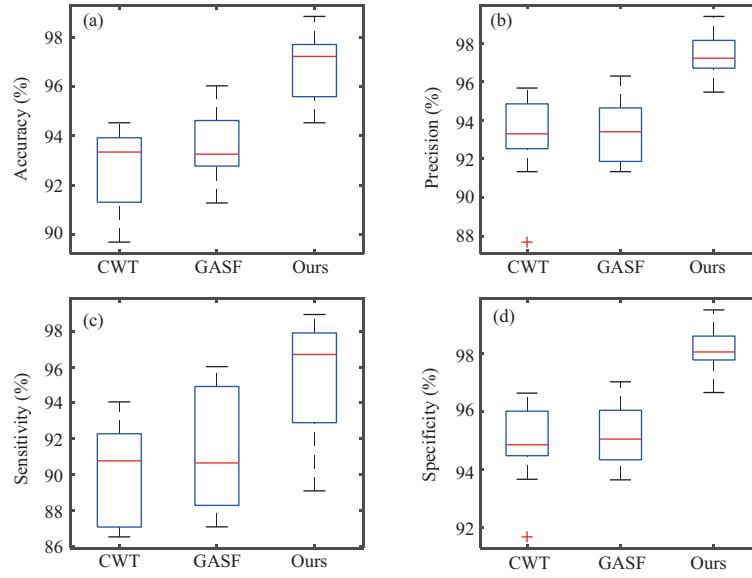 (a)
Accuracy (%)
98
96
94
92
90
CWT
GASF
Ours
(b)
Precision (%)
98
96
94
92
90
88
CWT
GASF
Ours
(c)
Sensitivity (%)
98
96
94
92
90
88
86
CWT
GASF
Ours
(d)
Specificity (%)
98
96
94
92
CWT
GASF
Ours